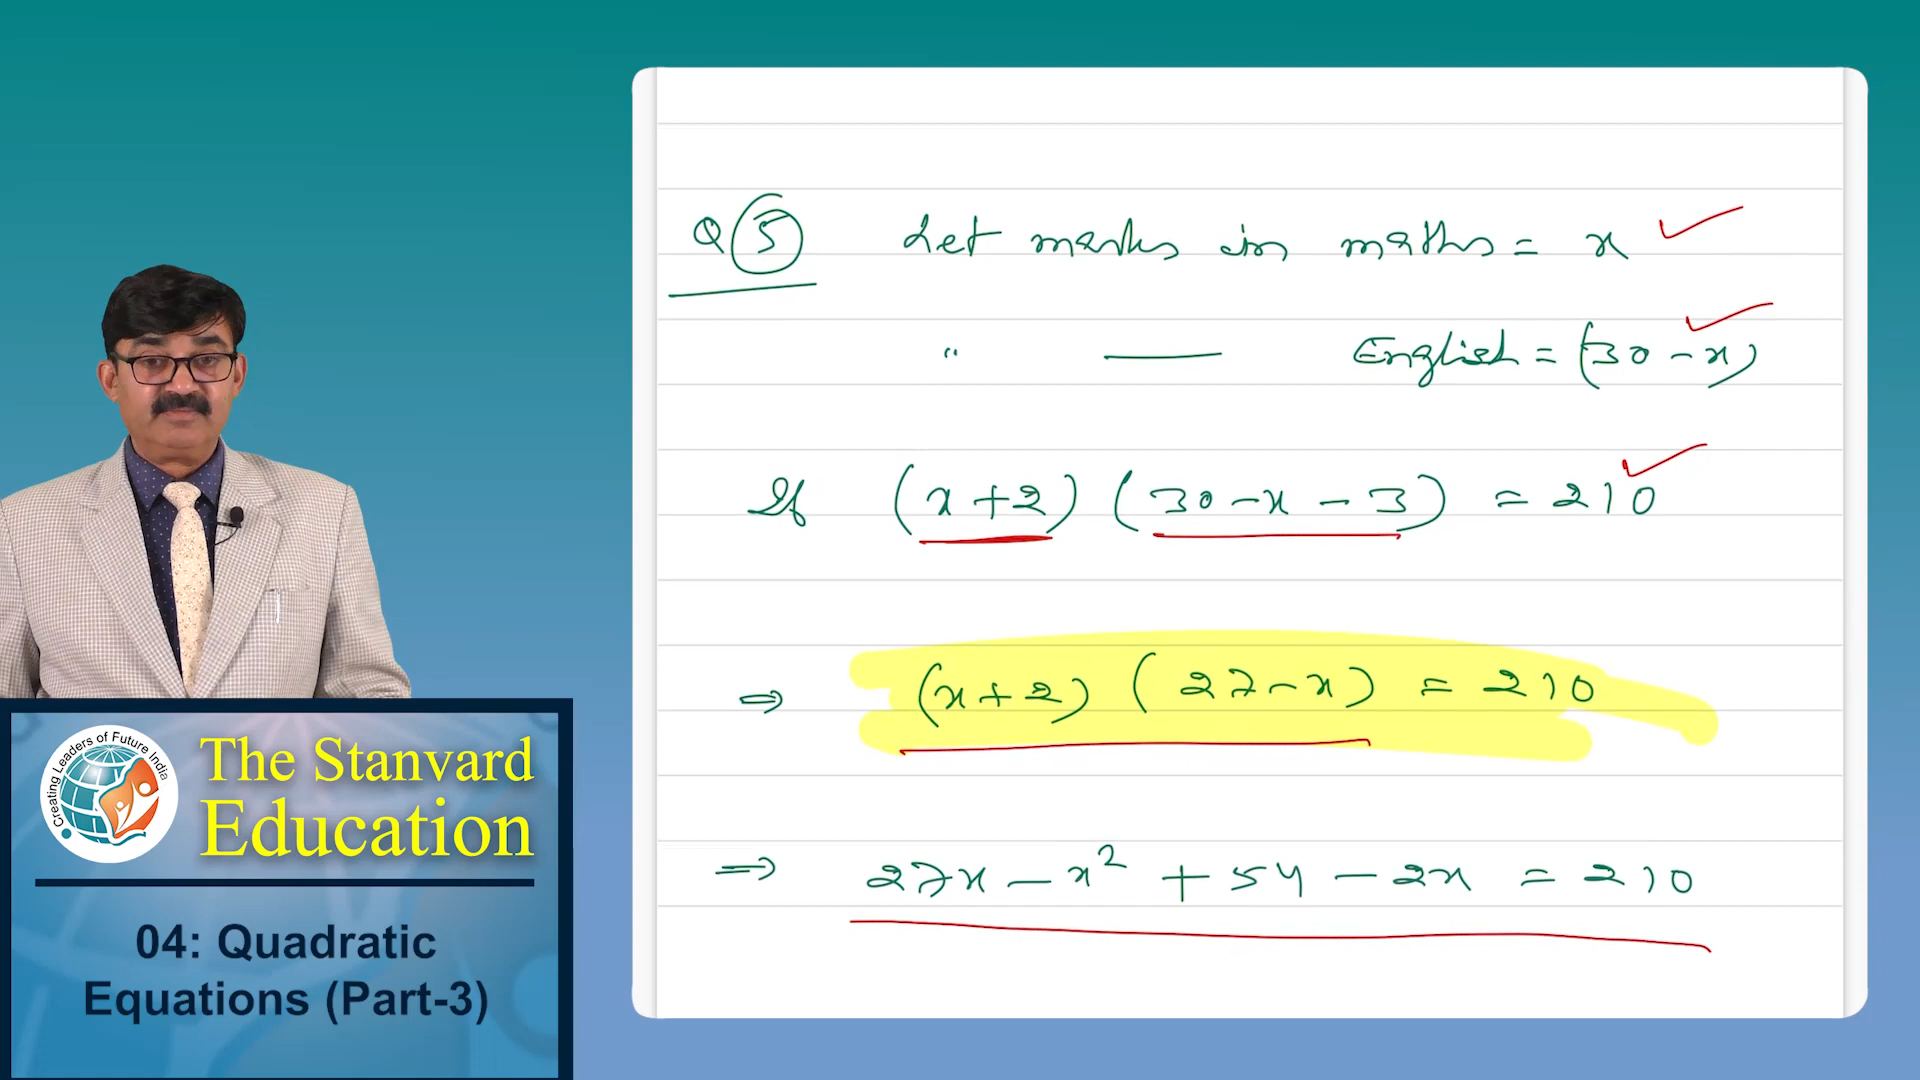 Q 5 Let marks in maths = x
" — English = (30 - x)
If (x+2) (30-x-3) = 210
⇒ (x+2) (27-x) = 210
⇒ 27x - x² + 54 - 2x = 210
Creating Leaders of Future India
The Stanvard
Education
04: Quadratic
Equations (Part-3)